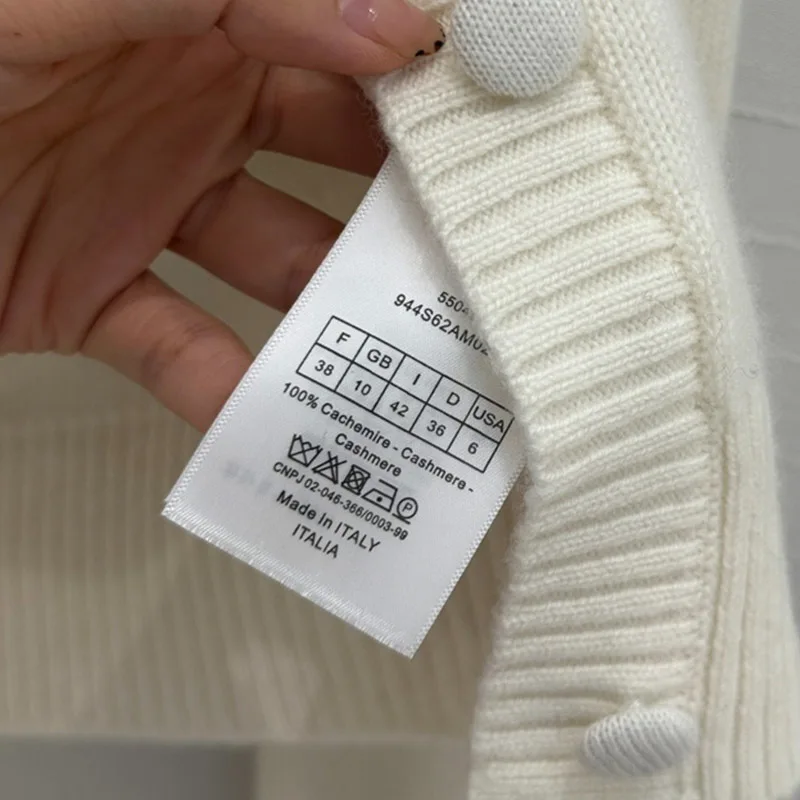 944S62AM02
F GB I D USA
38 10 42 36 6
100% Cachemire - Cashmere -
Cashmere
P
CNPJ 02-046-366/0003-99
Made in ITALY
ITALIA